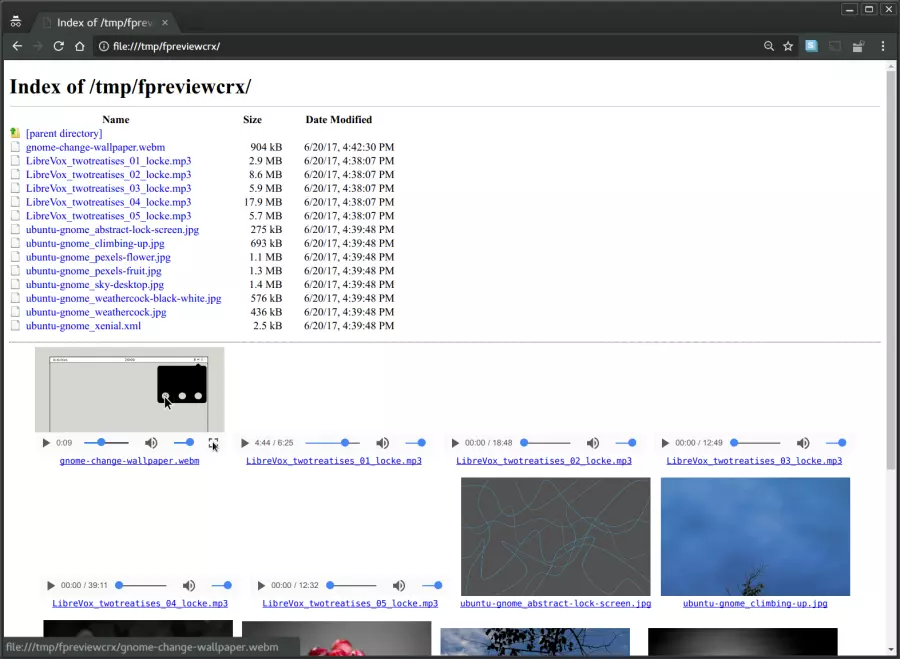 Index of /tmp/fprev
file:///tmp/fpreviewcrx/
Index of /tmp/fpreviewcrx/
Name Size Date Modified
[parent directory]
gnome-change-wallpaper.webm 904 kB 6/20/17, 4:42:30 PM
LibreVox_twotreatises_01_locke.mp3 2.9 MB 6/20/17, 4:38:07 PM
LibreVox_twotreatises_02_locke.mp3 8.6 MB 6/20/17, 4:38:07 PM
LibreVox_twotreatises_03_locke.mp3 5.9 MB 6/20/17, 4:38:07 PM
LibreVox_twotreatises_04_locke.mp3 17.9 MB 6/20/17, 4:38:07 PM
LibreVox_twotreatises_05_locke.mp3 5.7 MB 6/20/17, 4:38:07 PM
ubuntu-gnome_abstract-lock-screen.jpg 275 kB 6/20/17, 4:39:48 PM
ubuntu-gnome_climbing-up.jpg 693 kB 6/20/17, 4:39:48 PM
ubuntu-gnome_pexels-flower.jpg 1.1 MB 6/20/17, 4:39:48 PM
ubuntu-gnome_pexels-fruit.jpg 1.3 MB 6/20/17, 4:39:48 PM
ubuntu-gnome_sky-desktop.jpg 1.4 MB 6/20/17, 4:39:48 PM
ubuntu-gnome_weathercock-black-white.jpg 576 kB 6/20/17, 4:39:48 PM
ubuntu-gnome_weathercock.jpg 436 kB 6/20/17, 4:39:48 PM
ubuntu-gnome_xenial.xml 2.5 kB 6/20/17, 4:39:48 PM
0:09 4:44 / 6:25 00:00 / 18:48 00:00 / 12:49
gnome-change-wallpaper.webm LibreVox_twotreatises_01_locke.mp3 LibreVox_twotreatises_02_locke.mp3 LibreVox_twotreatises_03_locke.mp3
00:00 / 39:11 00:00 / 12:32
LibreVox_twotreatises_04_locke.mp3 LibreVox_twotreatises_05_locke.mp3 ubuntu-gnome_abstract-lock-screen.jpg ubuntu-gnome_climbing-up.jpg
file:///tmp/fpreviewcrx/gnome-change-wallpaper.webm